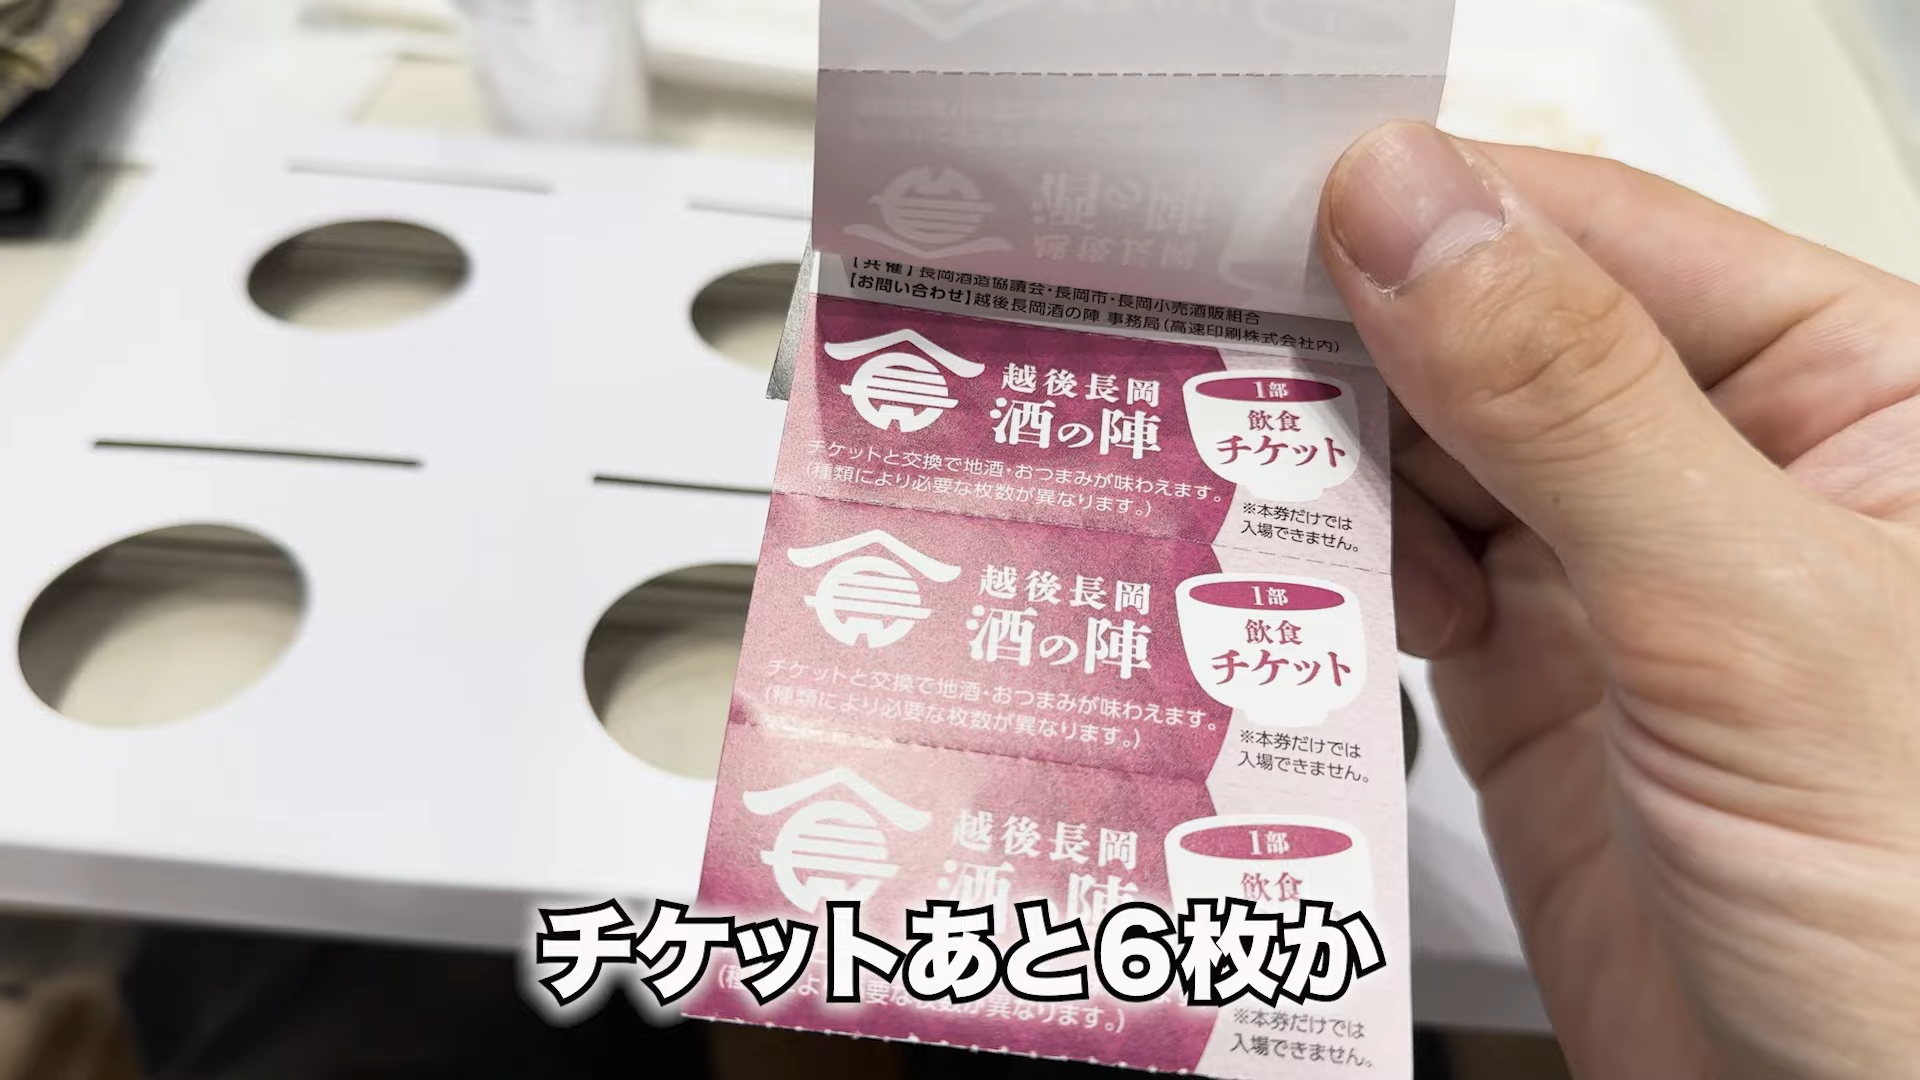 【共催】長岡酒造協議会・長岡市・長岡小売酒販組合
【お問い合わせ】越後長岡酒の陣 事務局(高速印刷株式会社内)
越後長岡
酒の陣
チケットと交換で地酒・おつまみが味わえます。
(種類により必要な枚数が異なります。)
1部
飲食
チケット
※本券だけでは
入場できません。
越後長岡
酒の陣
チケットと交換で地酒・おつまみが味わえます。
(種類により必要な枚数が異なります。)
1部
飲食
チケット
※本券だけでは
入場できません。
越後長岡
酒の陣
1部
飲食
チケットあと6枚か
※本券だけでは
入場できません。